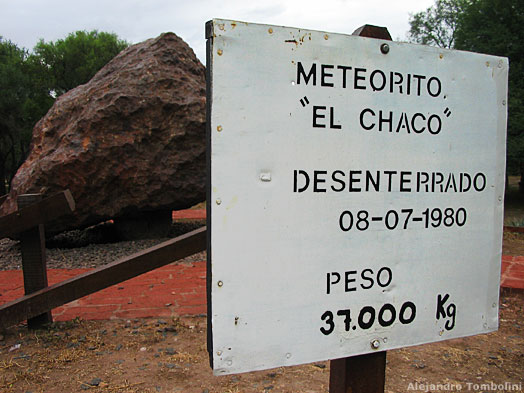 METEORITO.
"EL CHACO"
DESENTERRADO
08-07-1980
PESO
37.000 Kg
Alejandro Tombolini